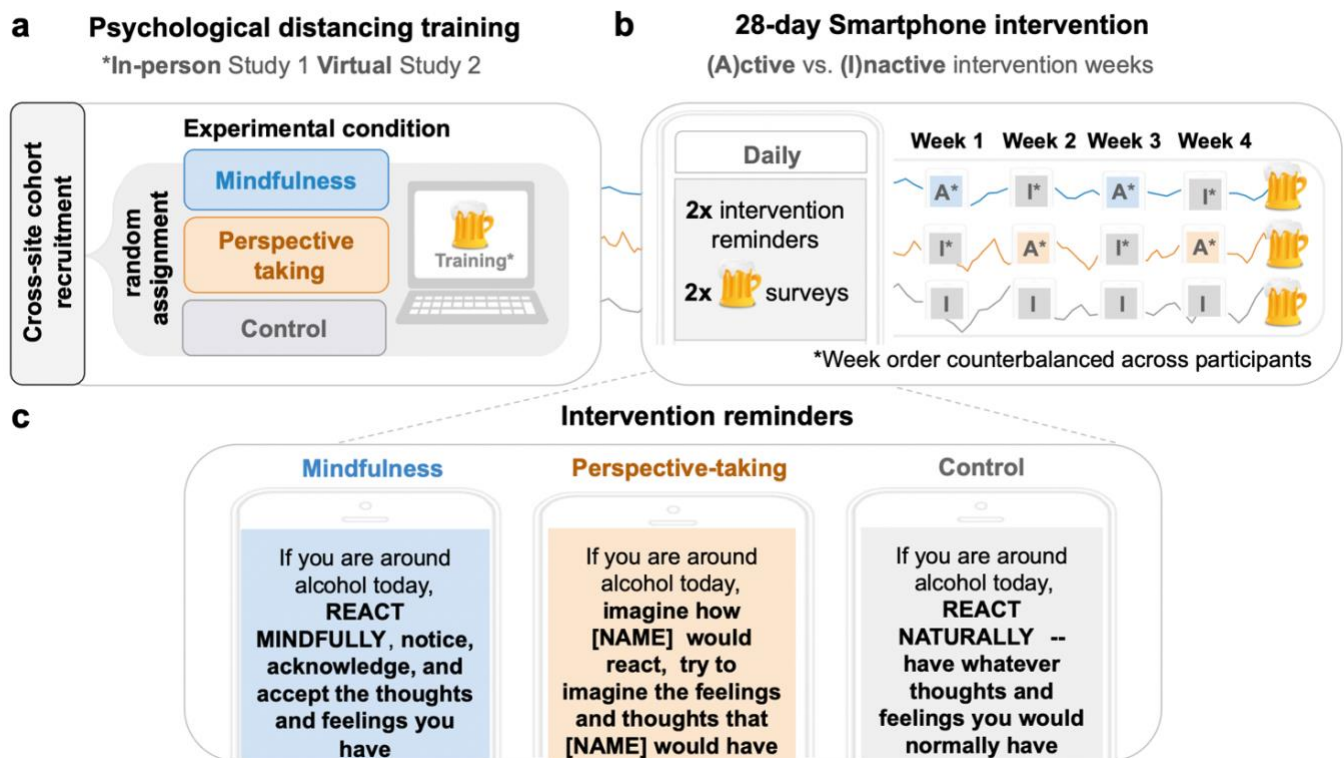 a Psychological distancing training
*In-person Study 1 Virtual Study 2
Cross-site cohort
recruitment
random
assignment
Experimental condition
Mindfulness
Perspective
taking
Control
Training*
b 28-day Smartphone intervention
(A)ctive vs. (I)nactive intervention weeks
Daily
2x intervention
reminders
2x surveys
Week 1 Week 2 Week 3 Week 4
A* I* A* I*
I* A* I* A*
I I I I
*Week order counterbalanced across participants
c Intervention reminders
Mindfulness
If you are around
alcohol today,
REACT
MINDFULLY, notice,
acknowledge, and
accept the thoughts
and feelings you
have
Perspective-taking
If you are around
alcohol today,
imagine how
[NAME] would
react, try to
imagine the feelings
and thoughts that
[NAME] would have
Control
If you are around
alcohol today,
REACT
NATURALLY --
have whatever
thoughts and
feelings you would
normally have